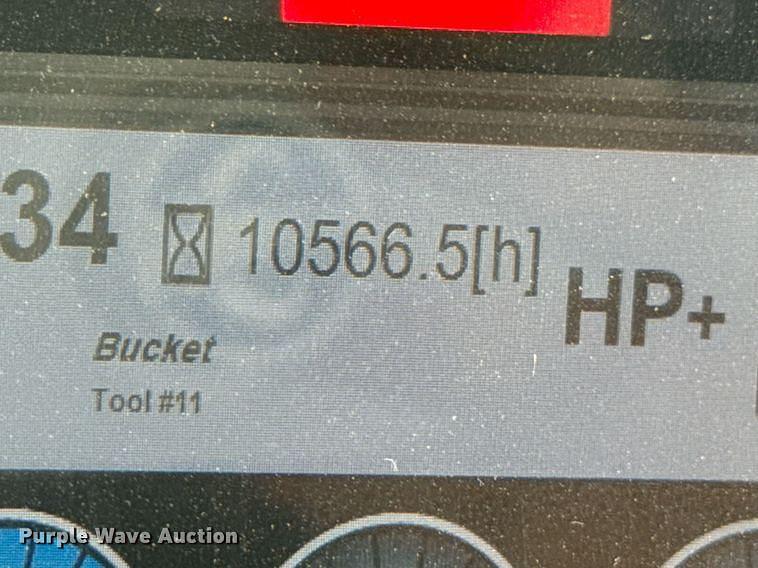 34
10566.5[h]
HP+
Bucket
Tool #11
Purple Wave Auction